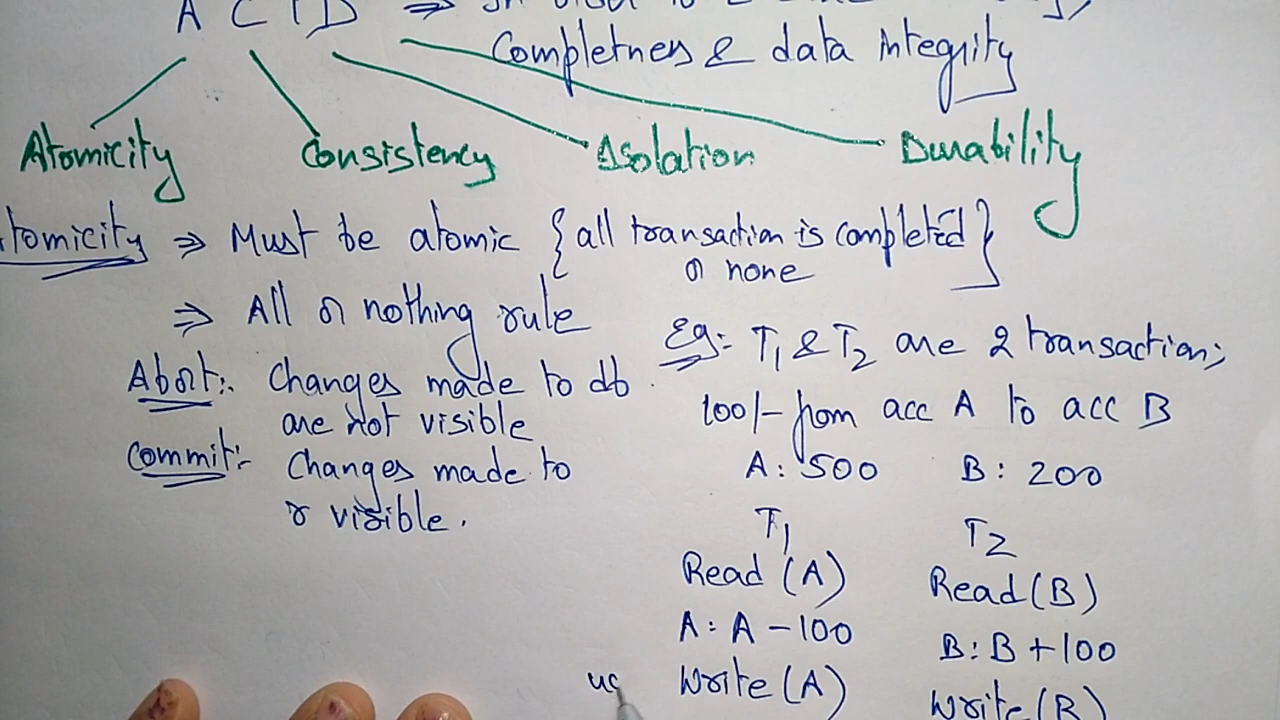 A C I D ⇒
Completness & data integrity
Atomicity Consistency Isolation Durability
tomicity ⇒ Must be atomic {all transaction is completed}
or none
⇒ All or nothing rule
Eg:- T1 & T2 are 2 transaction;
Abort:- Changes made to db
are not visible
100/- from acc A to acc B
Commit:- Changes made to
visible.
A: 500 B: 200
T1 T2
Read (A) Read (B)
A: A - 100 B: B + 100
Write (A) Write (B)